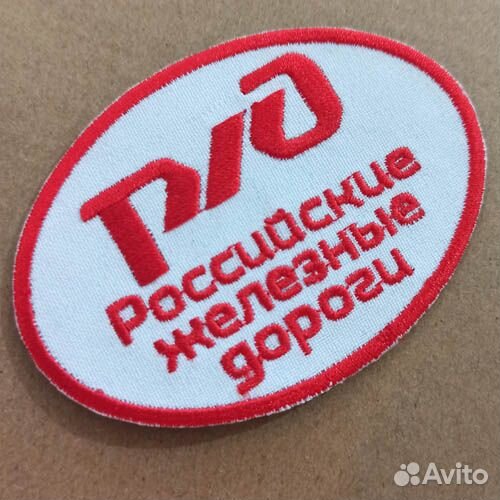 РЖД
Российские
железные
дороги
Avito